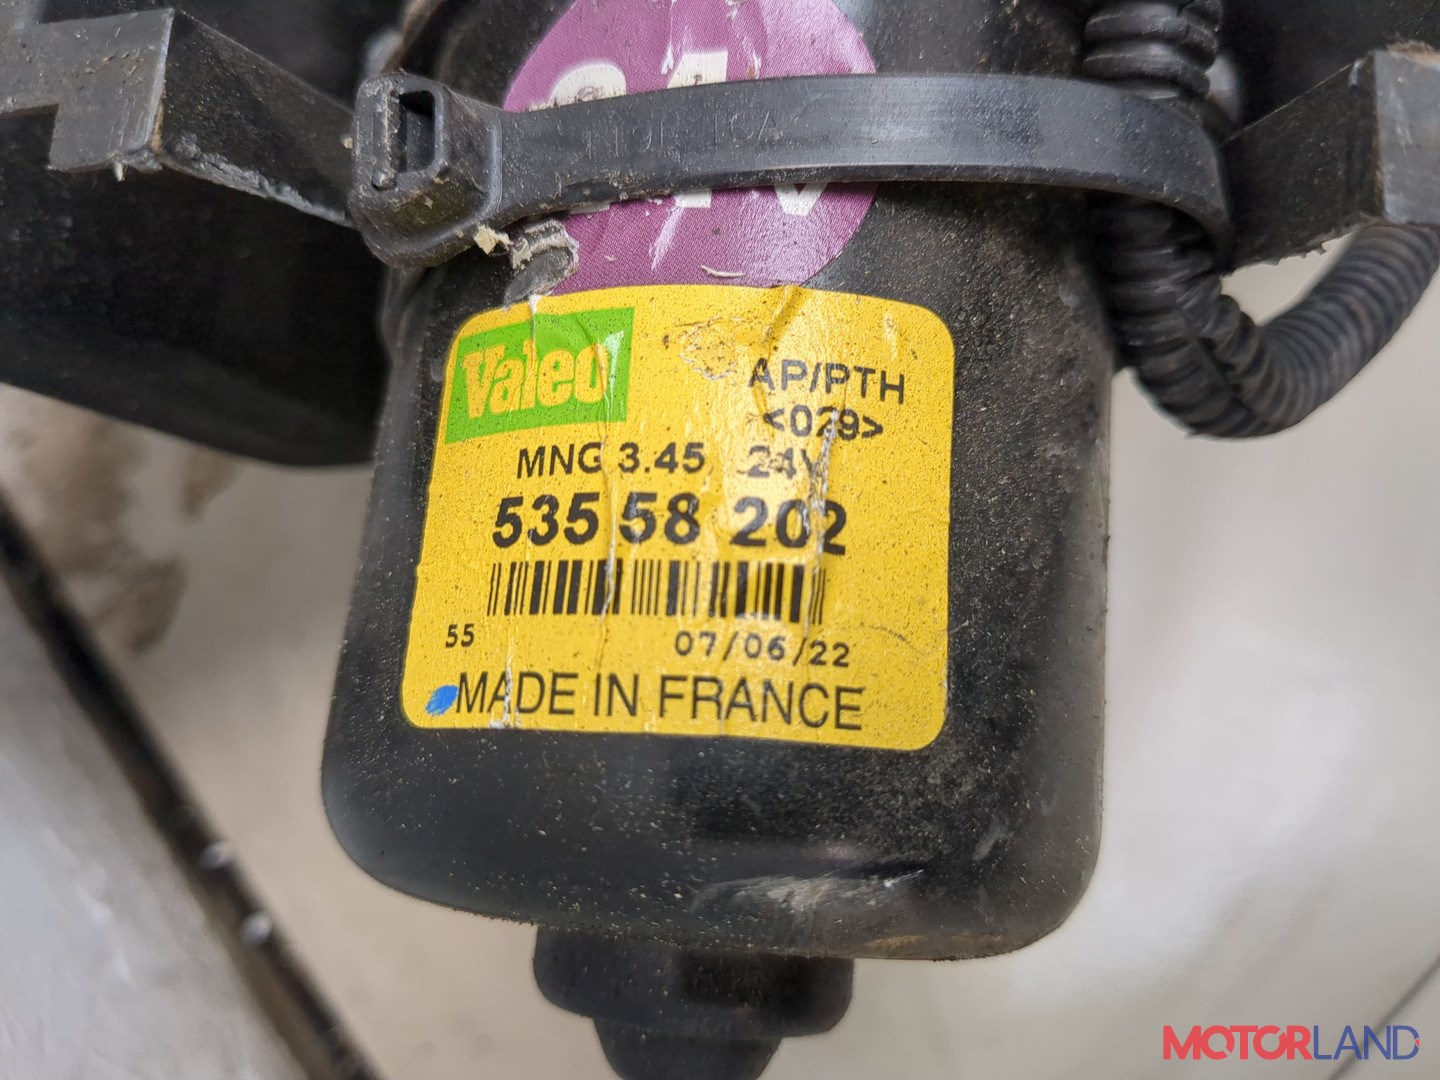 24V
Valeo
AP/PTH
<029>
MNG 3.45 24V
535 58 202
55
07/06/22
MADE IN FRANCE
MOTORLAND